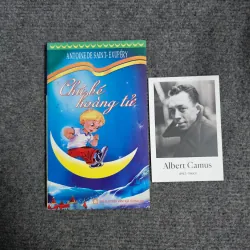 ANTOINE DE SAINT-EXUPÉRY
Chú bé
hoàng tử
Albert Camus